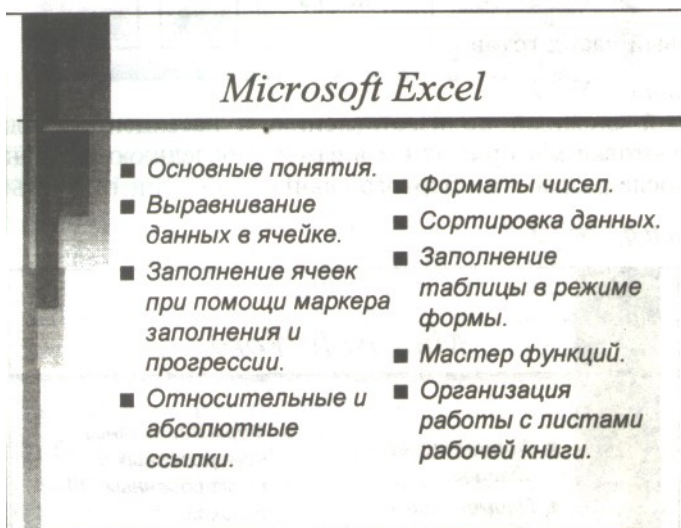 Microsoft Excel
■ Основные понятия.
■ Выравнивание
данных в ячейке.
■ Заполнение ячеек
при помощи маркера
заполнения и
прогрессии.
■ Относительные и
абсолютные
ссылки.
■ Форматы чисел.
■ Сортировка данных.
■ Заполнение
таблицы в режиме
формы.
■ Мастер функций.
■ Организация
работы с листами
рабочей книги.